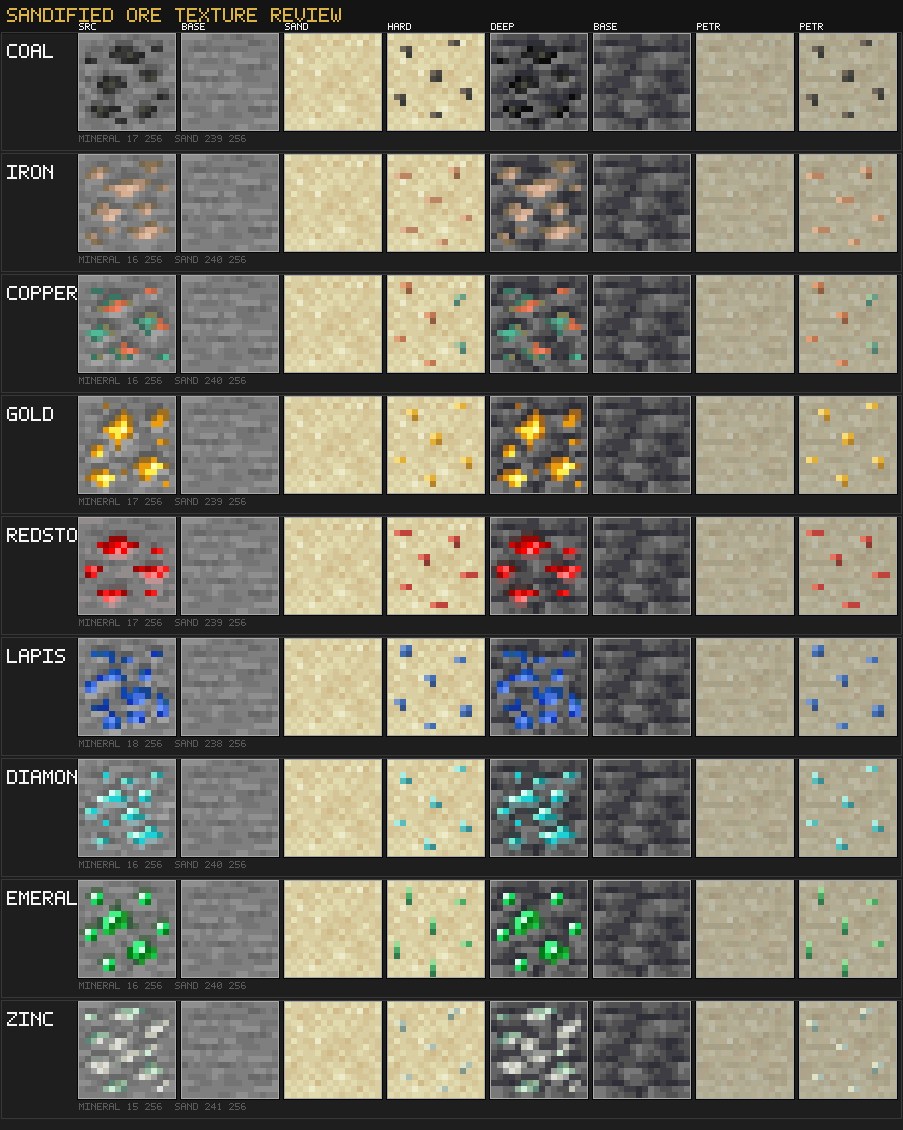 SANDIFIED ORE TEXTURE REVIEW
SRC BASE SAND HARD DEEP BASE PETR PETR
COAL
MINERAL 17 256 SAND 239 256
IRON
MINERAL 16 256 SAND 240 256
COPPER
MINERAL 16 256 SAND 240 256
GOLD
MINERAL 17 256 SAND 239 256
REDSTO
MINERAL 17 256 SAND 239 256
LAPIS
MINERAL 18 256 SAND 238 256
DIAMON
MINERAL 16 256 SAND 240 256
EMERAL
MINERAL 16 256 SAND 240 256
ZINC
MINERAL 15 256 SAND 241 256